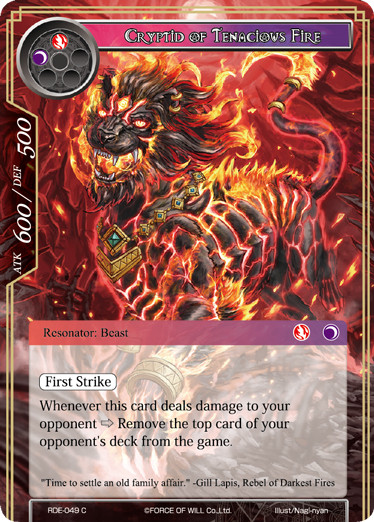 Cryptid of Tenacious Fire
ATK 600 / DEF 500
Resonator: Beast
First Strike
Whenever this card deals damage to your
opponent ⇨ Remove the top card of your
opponent's deck from the game.
"Time to settle an old family affair." -Gill Lapis, Rebel of Darkest Fires
RDE-049 C ©FORCE OF WILL Co.,Ltd. Illust/Nagi-nyan